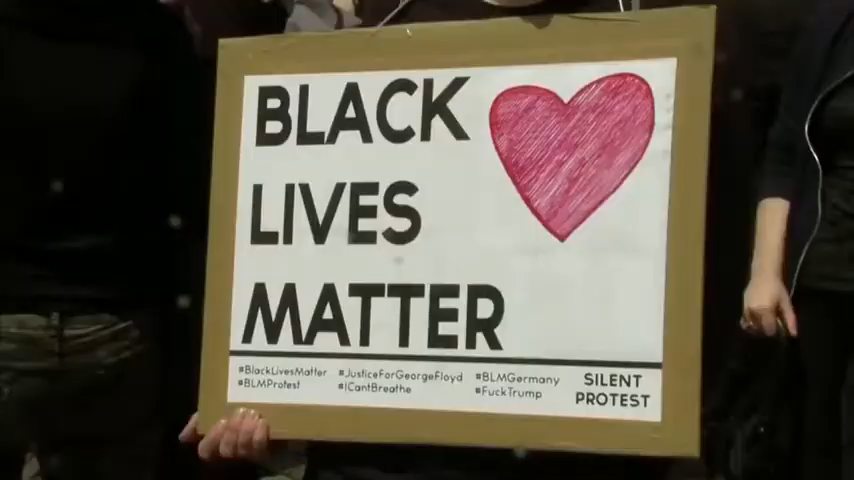 BLACK
LIVES
MATTER
#BlackLivesMatter #JusticeForGeorgeFloyd #BLMGermany
#BLMProtest #ICantBreathe #FuckTrump
SILENT
PROTEST